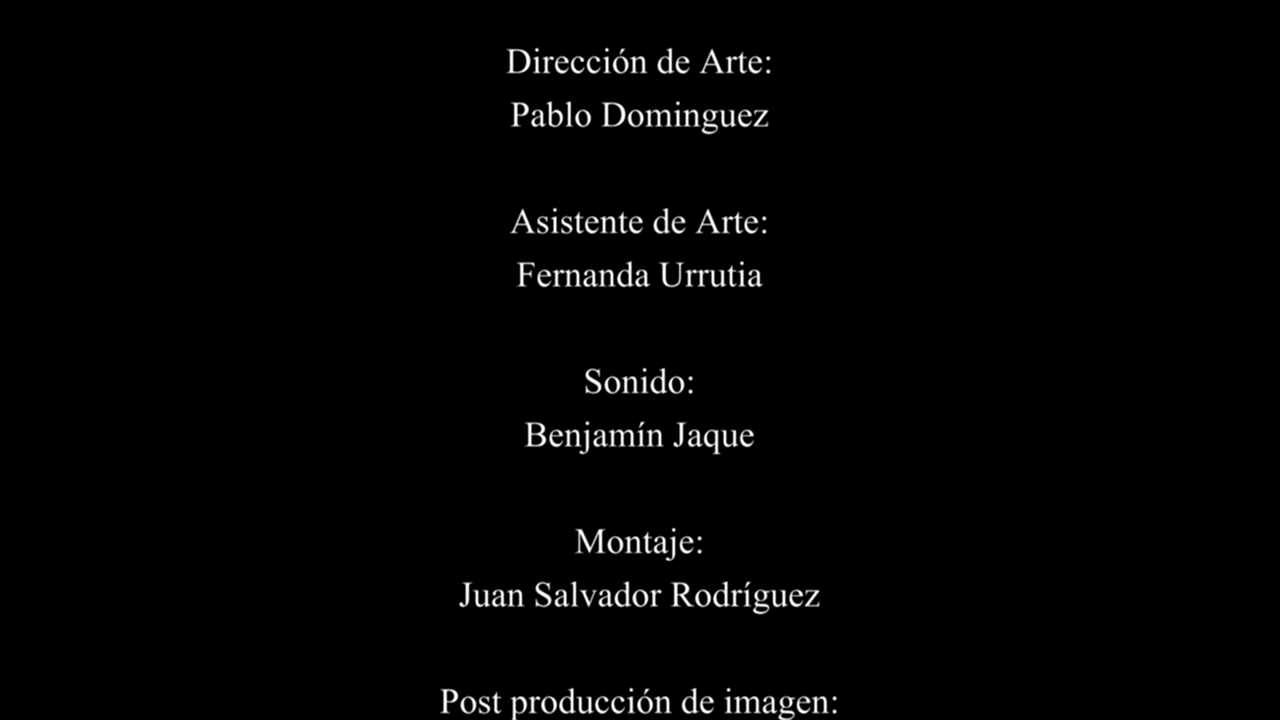 Dirección de Arte:
Pablo Dominguez
Asistente de Arte:
Fernanda Urrutia
Sonido:
Benjamín Jaque
Montaje:
Juan Salvador Rodríguez
Post producción de imagen: